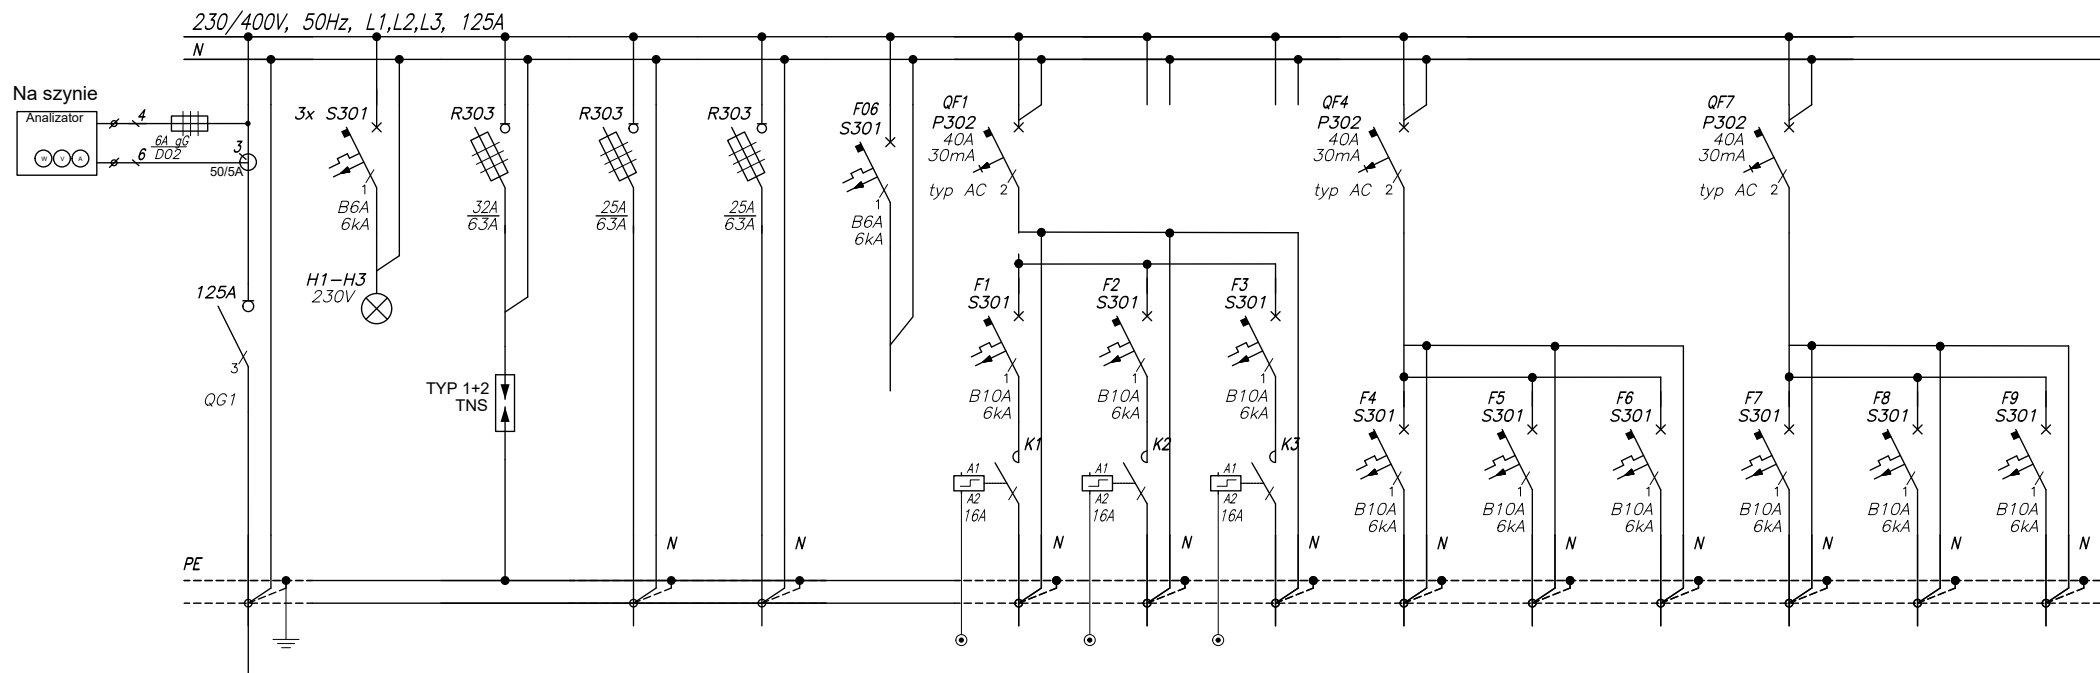 230/400V, 50Hz, L1,L2,L3, 125A
N
Na szynie
Analizator
W V A
4
6A gG
D02
6
3
50/5A
125A
3
QG1
3x S301
1
B6A
6kA
H1-H3
230V
R303
32A
63A
TYP 1+2
TNS
R303
25A
63A
R303
25A
63A
F06
S301
1
B6A
6kA
QF1
P302
40A
30mA
typ AC 2
QF4
P302
40A
30mA
typ AC 2
QF7
P302
40A
30mA
typ AC 2
F1
S301
1
B10A
6kA
F2
S301
1
B10A
6kA
F3
S301
1
B10A
6kA
K1
A1
A2
16A
K2
A1
A2
16A
K3
A1
A2
16A
F4
S301
1
B10A
6kA
F5
S301
1
B10A
6kA
F6
S301
1
B10A
6kA
F7
S301
1
B10A
6kA
F8
S301
1
B10A
6kA
F9
S301
1
B10A
6kA
PE
N
N
N
N
N
N
N
N
N
N
N